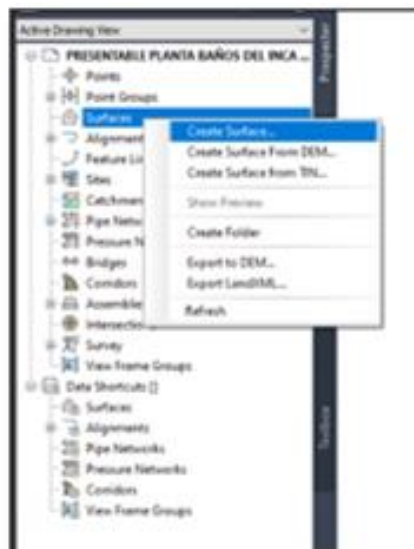 Active Drawing View
PRESENTABLE PLANTA BAÑOS DEL INCA ...
Points
Point Groups
Surfaces
Create Surface...
Create Surface From DEM...
Create Surface from TIN...
Show Preview
Create Folder
Export to DEM...
Export LandXML...
Refresh
Alignment
Feature Li
Sites
Catchmen
Pipe Netw
Pressure N
Bridges
Corridors
Assemblie
Intersection
Survey
View Frame Groups
Data Shortcuts []
Surfaces
Alignments
Pipe Networks
Pressure Networks
Corridors
View Frame Groups
Prospector
Toolbox